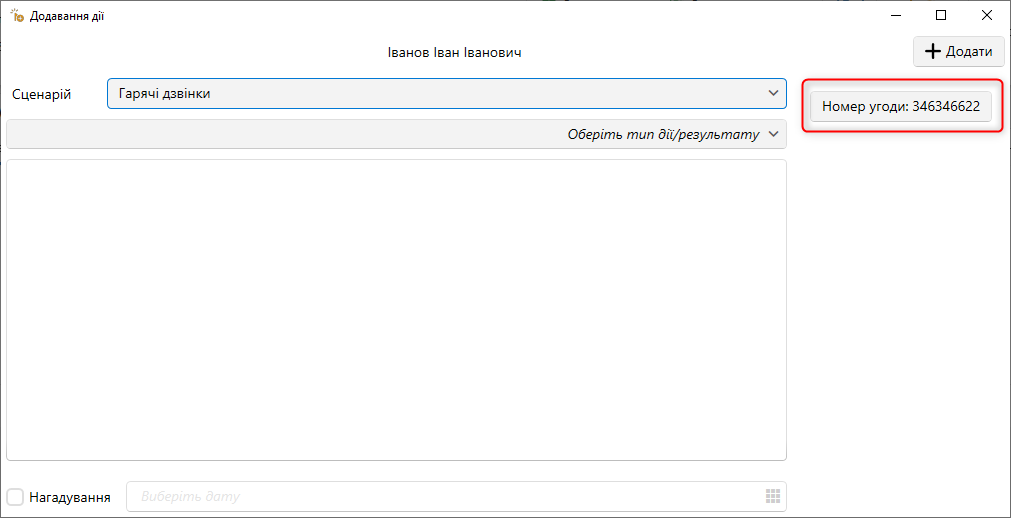 Додавання дії
Іванов Іван Іванович
Додати
Сценарій
Гарячі дзвінки
Номер угоди: 346346622
Оберіть тип дії/результату
Нагадування
Виберіть дату